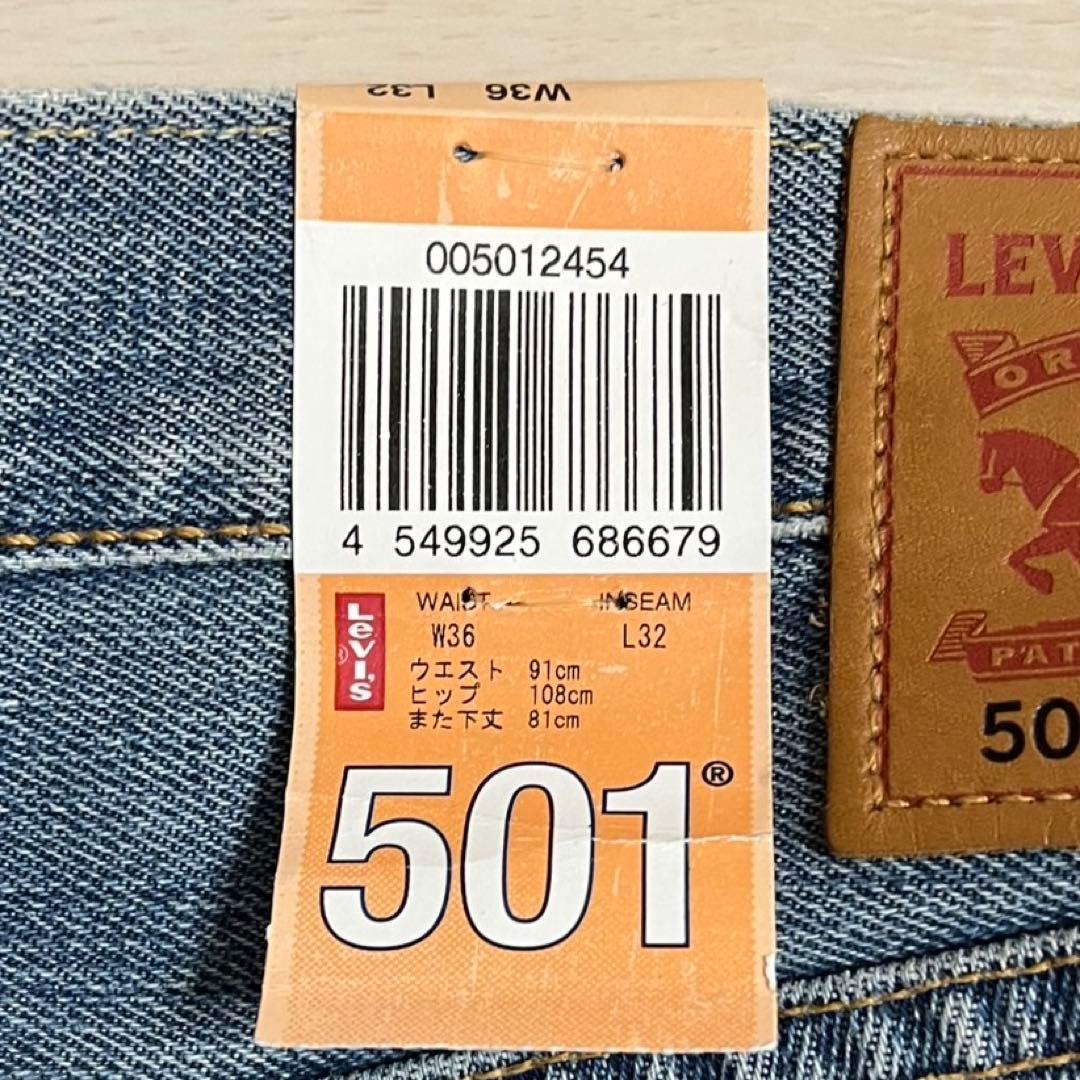 W36 L32
005012454
4 549925 686679
WAIST INSEAM
W36 L32
Levi's®
ウエスト 91cm
ヒップ 108cm
また下丈 81cm
501®
LEV
OR
PAT
50